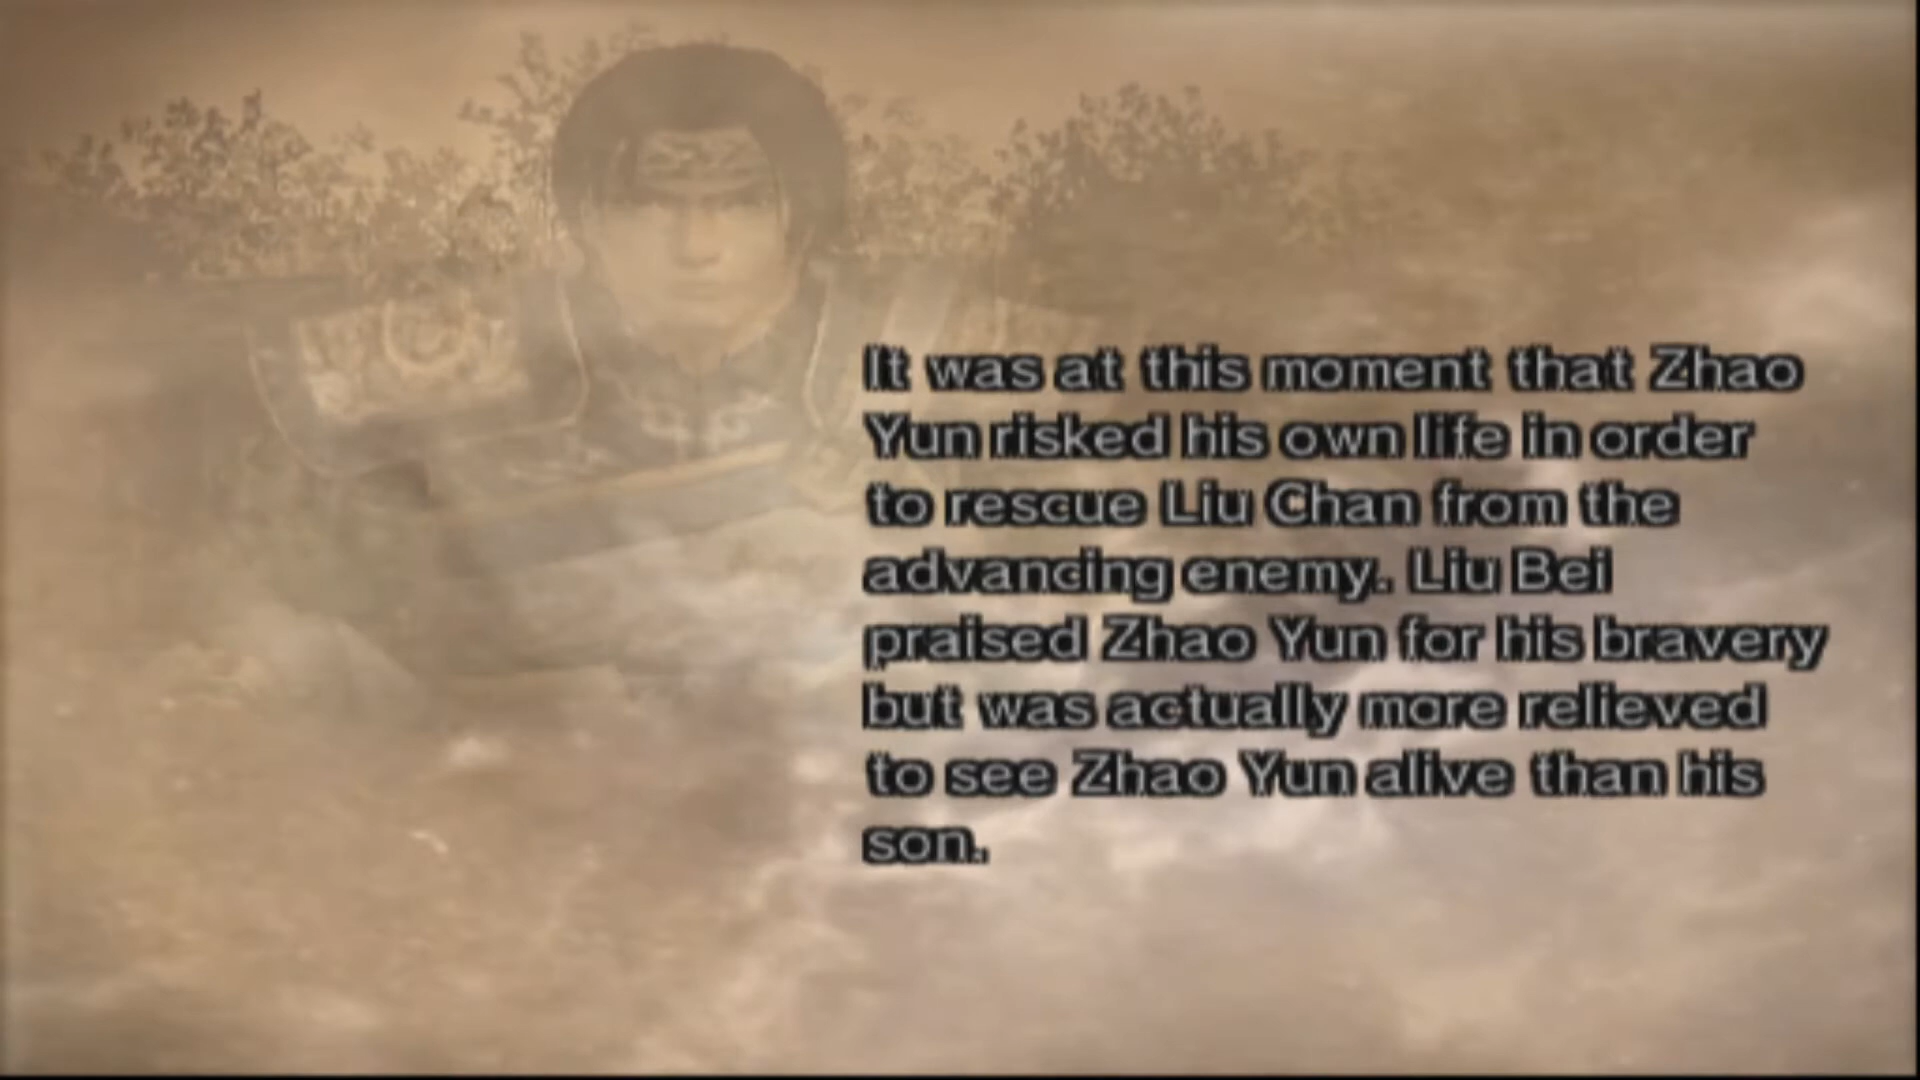 It was at this moment that Zhao
Yun risked his own life in order
to rescue Liu Chan from the
advancing enemy. Liu Bei
praised Zhao Yun for his bravery
but was actually more relieved
to see Zhao Yun alive than his
son.